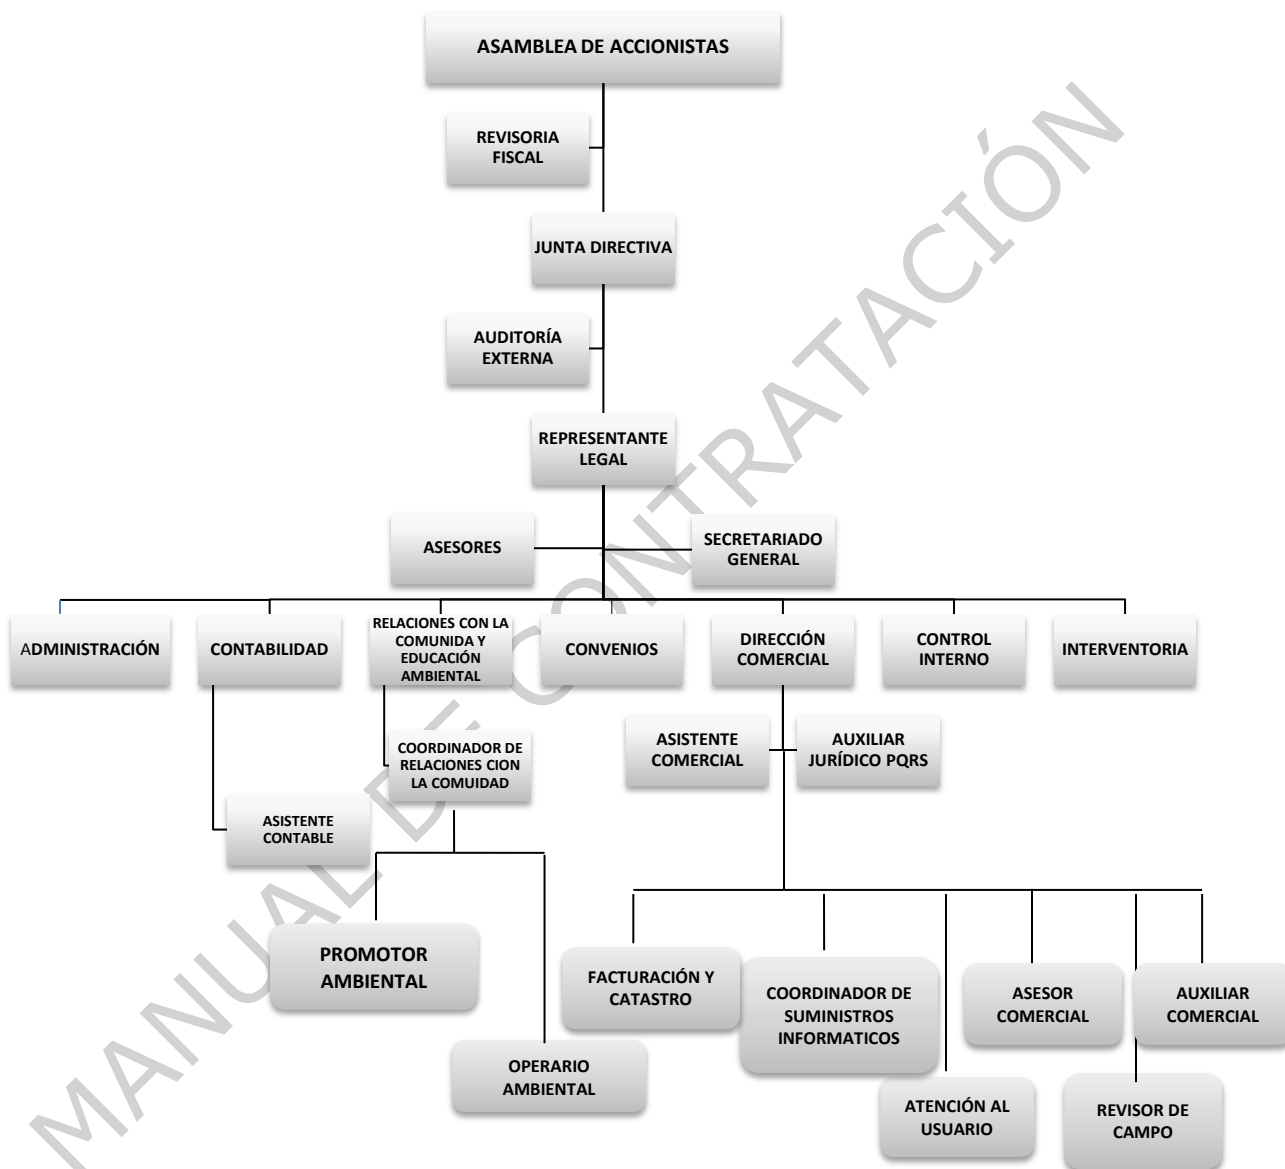 ASAMBLEA DE ACCIONISTAS
REVISORIA
FISCAL
JUNTA DIRECTIVA
AUDITORÍA
EXTERNA
REPRESENTANTE
LEGAL
ASESORES
SECRETARIADO
GENERAL
ADMINISTRACIÓN
CONTABILIDAD
RELACIONES CON LA
COMUNIDA Y
EDUCACIÓN
AMBIENTAL
CONVENIOS
DIRECCIÓN
COMERCIAL
CONTROL
INTERNO
INTERVENTORIA
COORDINADOR DE
RELACIONES CION
LA COMUIDAD
ASISTENTE
COMERCIAL
AUXILIAR
JURÍDICO PQRS
ASISTENTE
CONTABLE
PROMOTOR
AMBIENTAL
OPERARIO
AMBIENTAL
FACTURACIÓN Y
CATASTRO
COORDINADOR DE
SUMINISTROS
INFORMATICOS
ATENCIÓN AL
USUARIO
ASESOR
COMERCIAL
REVISOR DE
CAMPO
AUXILIAR
COMERCIAL
MANUAL DE CONTRATACIÓN